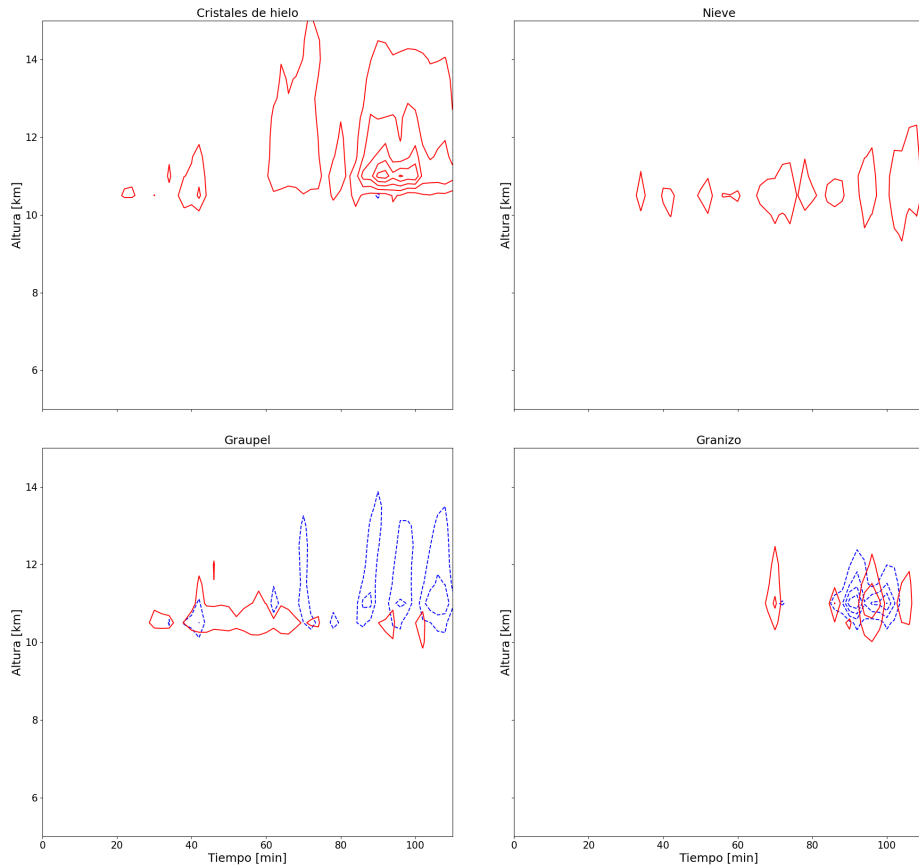 Cristales de hielo
Nieve
14
12
10
8
6
Altura [km]
Altura [km]
Graupel
Granizo
14
12
10
8
6
Altura [km]
Altura [km]
0 20 40 60 80 100
0 20 40 60 80 100
Tiempo [min]
Tiempo [min]